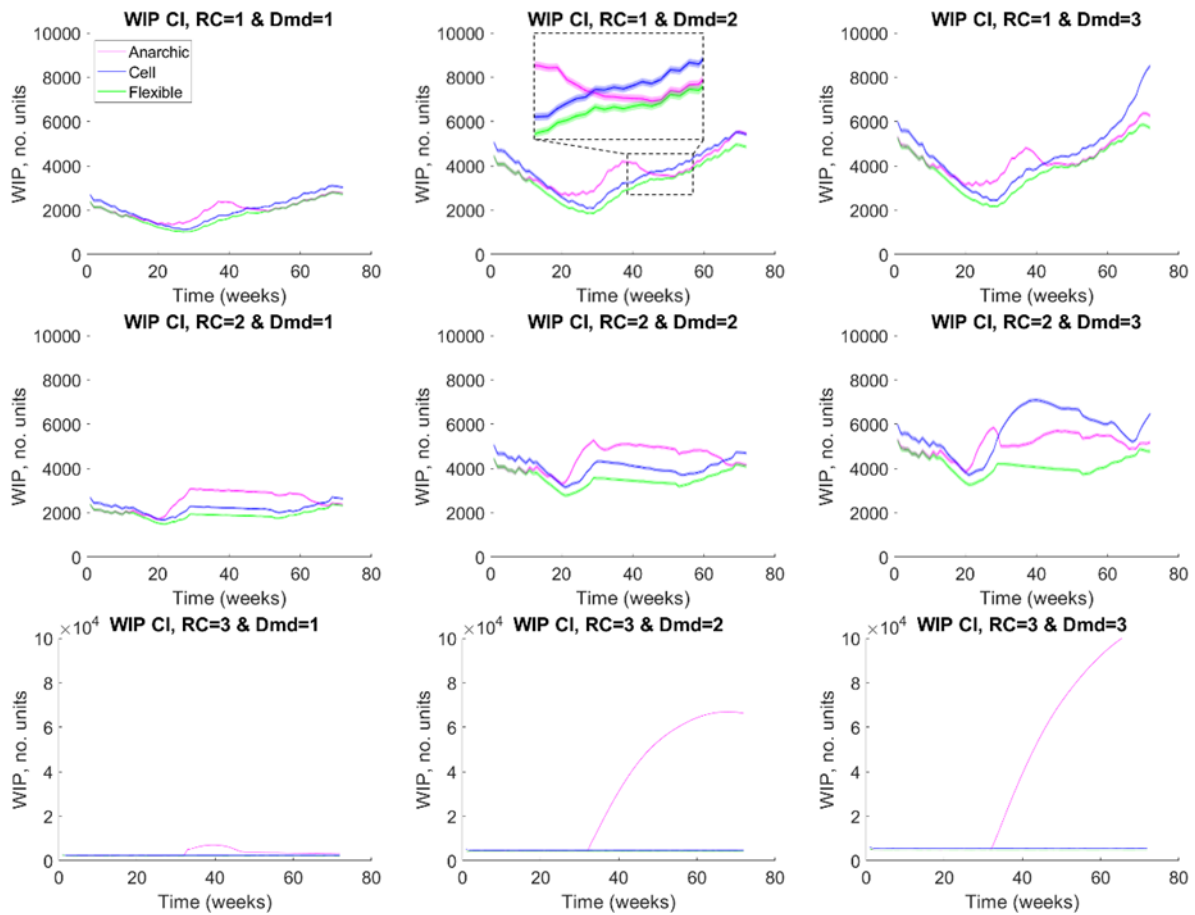 WIP CI, RC=1 & Dmd=1
WIP CI, RC=1 & Dmd=2
WIP CI, RC=1 & Dmd=3
10000
8000
6000
4000
2000
0
WIP, no. units
Anarchic
Cell
Flexible
0 20 40 60 80
Time (weeks)
10000
8000
6000
4000
2000
0
WIP, no. units
0 20 40 60 80
Time (weeks)
10000
8000
6000
4000
2000
0
WIP, no. units
0 20 40 60 80
Time (weeks)
WIP CI, RC=2 & Dmd=1
WIP CI, RC=2 & Dmd=2
WIP CI, RC=2 & Dmd=3
10000
8000
6000
4000
2000
0
WIP, no. units
0 20 40 60 80
Time (weeks)
10000
8000
6000
4000
2000
0
WIP, no. units
0 20 40 60 80
Time (weeks)
10000
8000
6000
4000
2000
0
WIP, no. units
0 20 40 60 80
Time (weeks)
WIP CI, RC=3 & Dmd=1
WIP CI, RC=3 & Dmd=2
WIP CI, RC=3 & Dmd=3
×10⁴
10
8
6
4
2
0
WIP, no. units
0 20 40 60 80
Time (weeks)
×10⁴
10
8
6
4
2
0
WIP, no. units
0 20 40 60 80
Time (weeks)
×10⁴
10
8
6
4
2
0
WIP, no. units
0 20 40 60 80
Time (weeks)